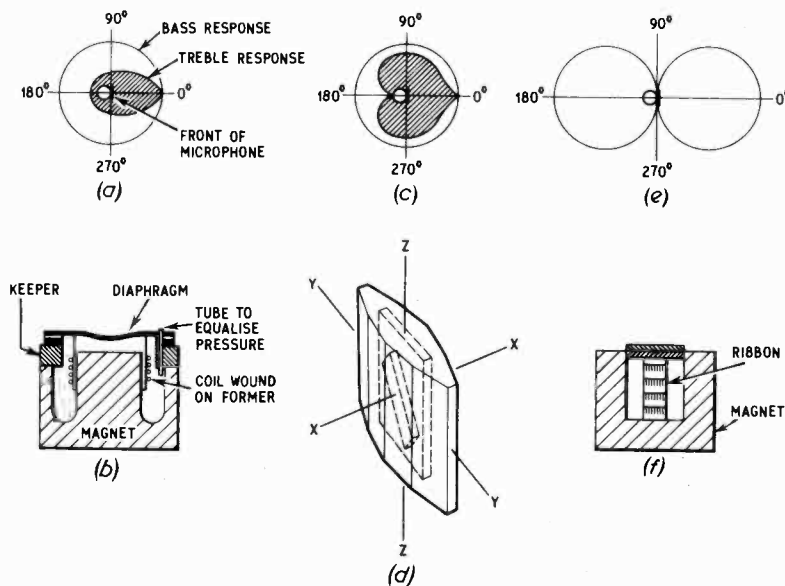 90°
BASS RESPONSE
TREBLE RESPONSE
180°
0°
FRONT OF
MICROPHONE
270°
(a)
90°
180°
0°
270°
(c)
90°
180°
0°
270°
(e)
KEEPER
DIAPHRAGM
TUBE TO
EQUALISE
PRESSURE
COIL WOUND
ON FORMER
MAGNET
(b)
Z
Y
X
X
Y
Z
(d)
RIBBON
MAGNET
(f)